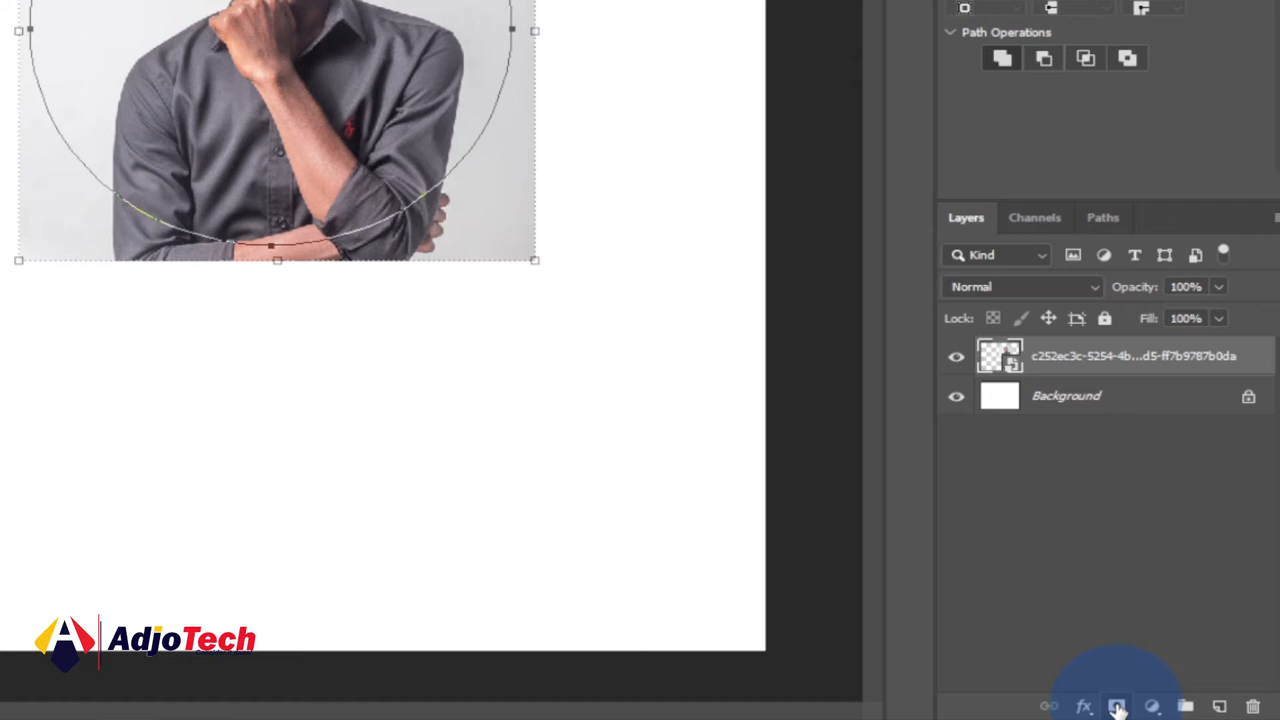 Path Operations
Layers Channels Paths
Kind
Normal Opacity: 100%
Lock: Fill: 100%
c252ec3c-5254-4b...d5-ff7b9787b0da
Background
fx
AdjoTech